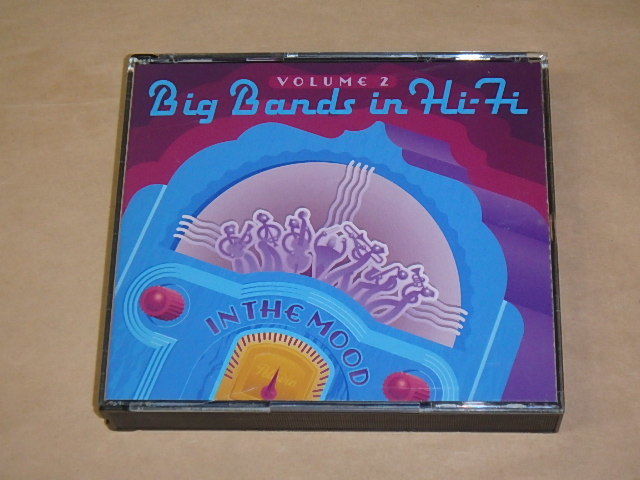 VOLUME 2
Big Bands in Hi-Fi
IN THE MOOD